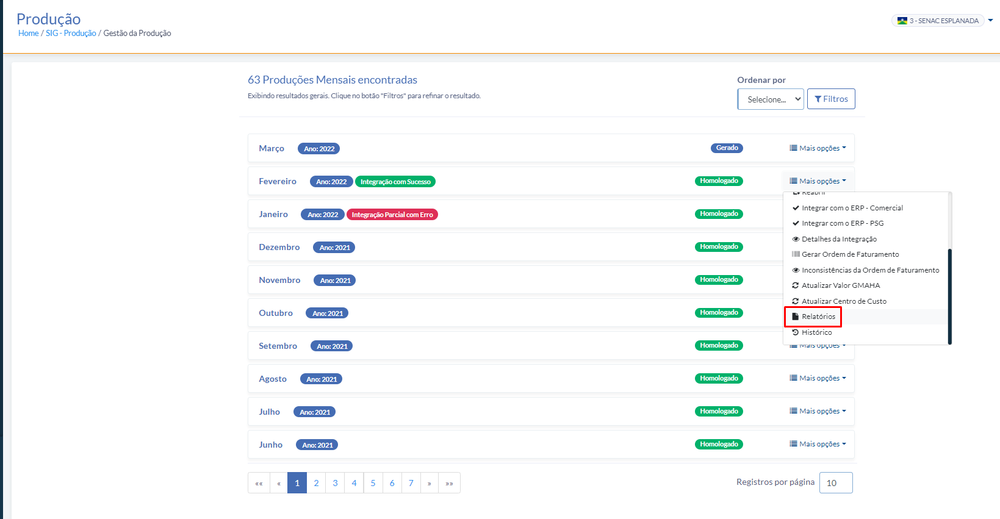 Produção
Home / SIG - Produção / Gestão da Produção
3 - SENAC ESPLANADA
63 Produções Mensais encontradas
Exibindo resultados gerais. Clique no botão "Filtros" para refinar o resultado.
Ordenar por
Selecione...
Filtros
Março Ano: 2022 Gerado Mais opções
Fevereiro Ano: 2022 Integração com Sucesso Homologado Mais opções
Reabrir
Integrar com o ERP - Comercial
Integrar com o ERP - PSG
Detalhes da Integração
Gerar Ordem de Faturamento
Inconsistências da Ordem de Faturamento
Atualizar Valor GMAHA
Atualizar Centro de Custo
Relatórios
Histórico
Janeiro Ano: 2022 Integração Parcial com Erro Homologado
Dezembro Ano: 2021 Homologado
Novembro Ano: 2021 Homologado
Outubro Ano: 2021 Homologado
Setembro Ano: 2021 Homologado Mais opções
Agosto Ano: 2021 Homologado Mais opções
Julho Ano: 2021 Homologado Mais opções
Junho Ano: 2021 Homologado Mais opções
«« « 1 2 3 4 5 6 7 » »»
Registros por página 10